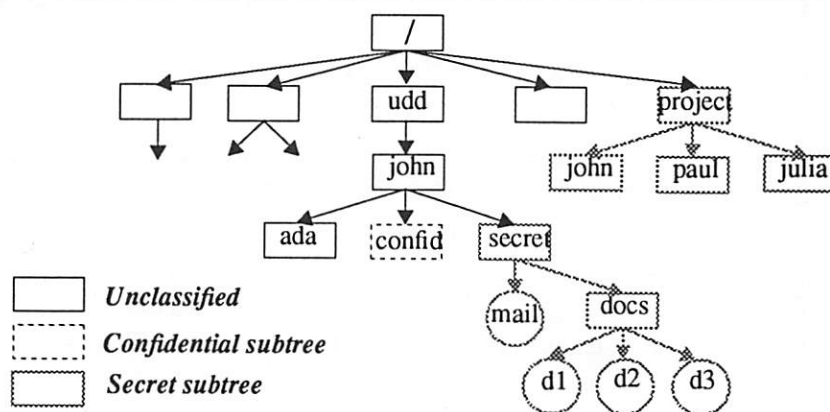 /
udd
project
john
john
paul
julia
ada
confid
secret
Unclassified
mail
docs
Confidential subtree
Secret subtree
d1
d2
d3